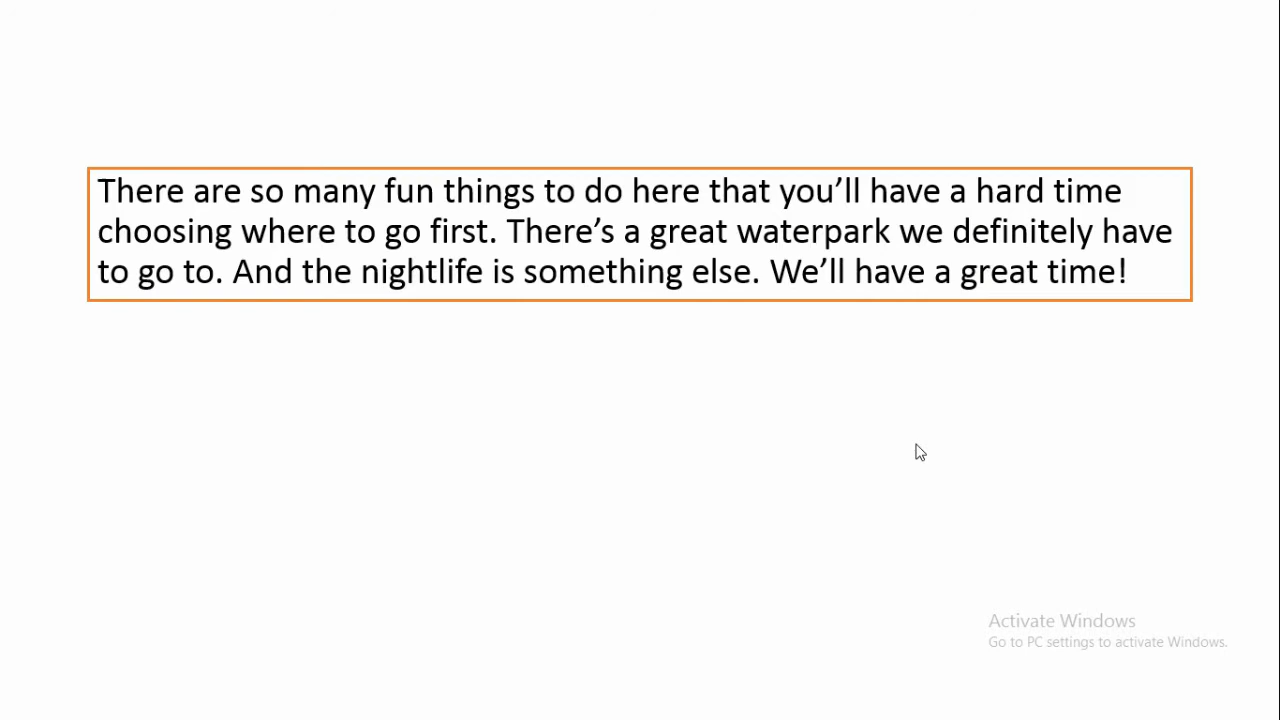 There are so many fun things to do here that you’ll have a hard time
choosing where to go first. There’s a great waterpark we definitely have
to go to. And the nightlife is something else. We’ll have a great time!
Activate Windows
Go to PC settings to activate Windows.